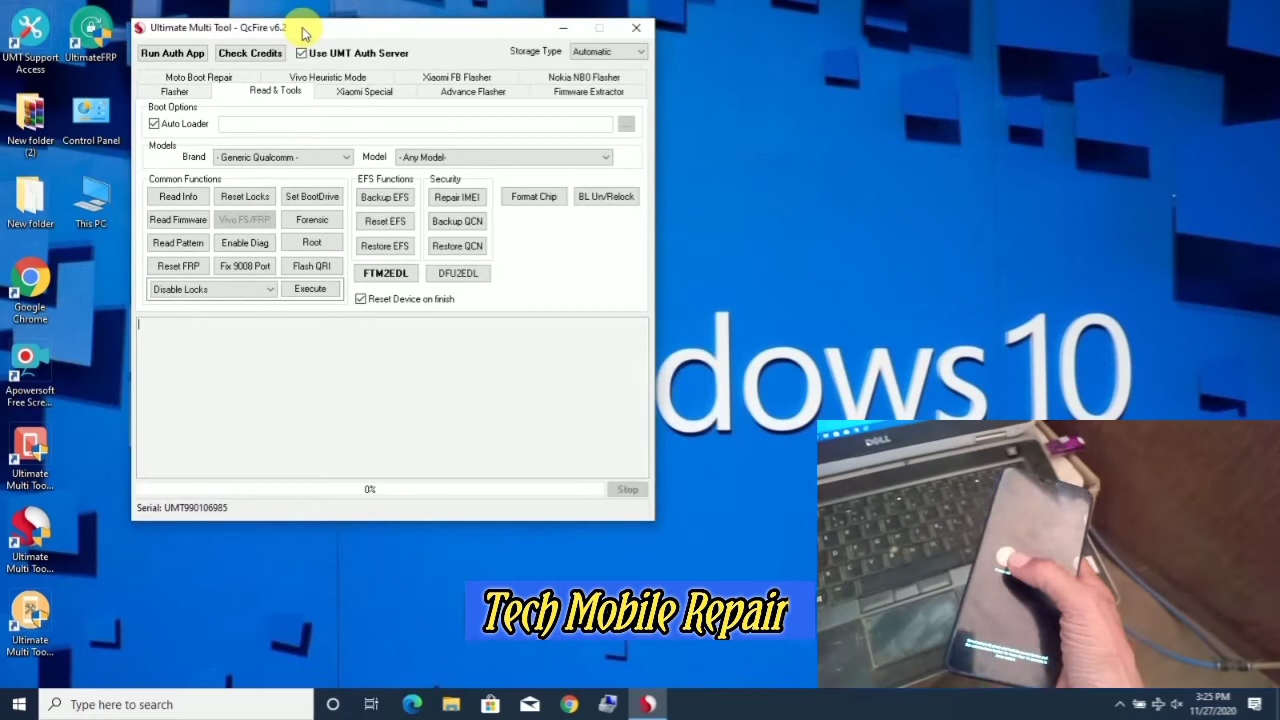 Ultimate Multi Tool - QcFire v6.2
Run Auth App
Check Credits
Use UMT Auth Server
Storage Type
Automatic
Moto Boot Repair
Vivo Heuristic Mode
Xiaomi FB Flasher
Nokia NB0 Flasher
Flasher
Read & Tools
Xiaomi Special
Advance Flasher
Firmware Extractor
Boot Options
Auto Loader
...
Models
Brand
- Generic Qualcomm -
Model
- Any Model-
Common Functions
Read Info
Reset Locks
Set BootDrive
Read Firmware
Vivo FS/FRP
Forensic
Read Pattern
Enable Diag
Root
Reset FRP
Fix 9008 Port
Flash QRI
Disable Locks
Execute
EFS Functions
Backup EFS
Reset EFS
Restore EFS
Security
Repair IMEI
Backup QCN
Restore QCN
Format Chip
BL Un/Relock
FTM2EDL
DFU2EDL
Reset Device on finish
0%
Stop
Serial: UMT990106985
UMT Support
Access
UltimateFRP
New folder
(2)
Control Panel
New folder
This PC
Google
Chrome
Apowersoft
Free Scre...
Ultimate
Multi Too...
Ultimate
Multi Too...
Ultimate
Multi Too...
dows 10
DELL
Tech Mobile Repair
Type here to search
3:25 PM
11/27/2020